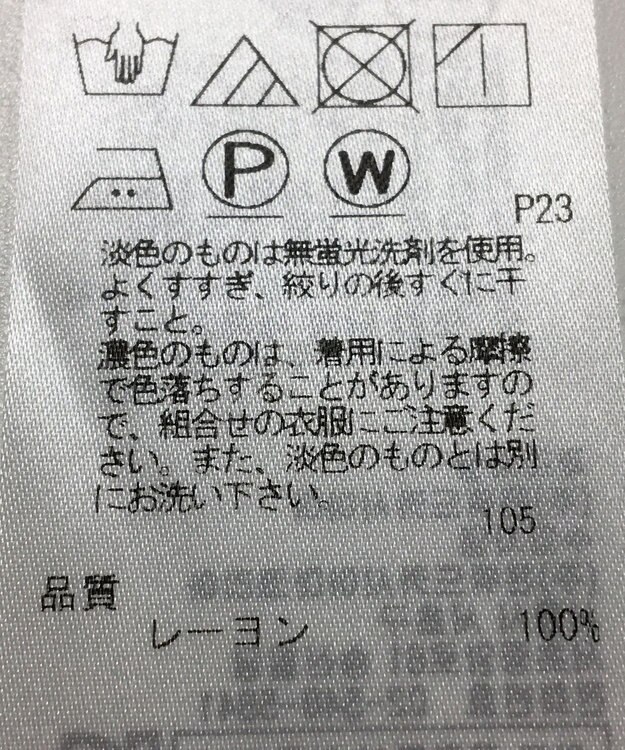 P
W
P23
淡色のものは無蛍光洗剤を使用。
よくすすぎ、絞りの後すぐに干
すこと。
濃色のものは、着用による摩擦
で色落ちすることがありますの
で、組合せの衣服にご注意くだ
さい。また、淡色のものとは別
にお洗い下さい。
105
品質
レーヨン 100%